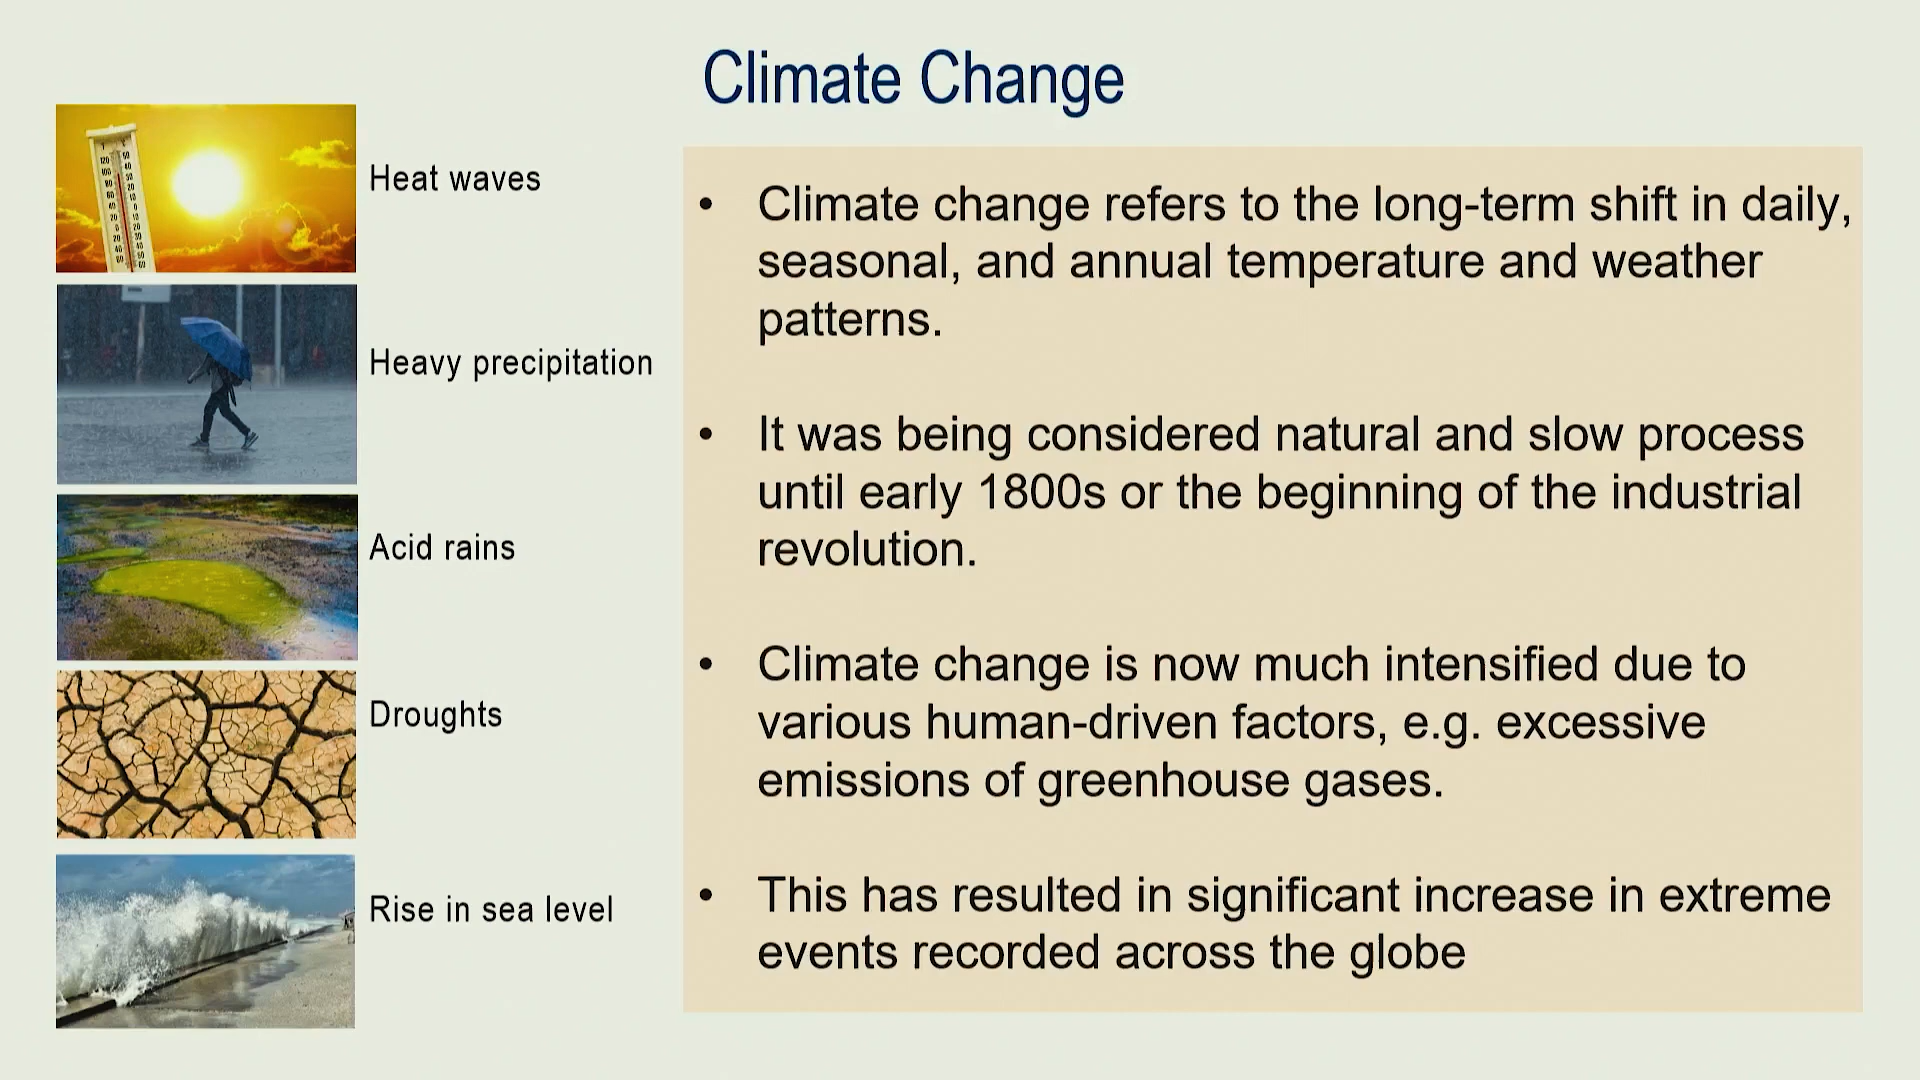 Climate Change
Heat waves
Heavy precipitation
Acid rains
Droughts
Rise in sea level
• Climate change refers to the long-term shift in daily,
seasonal, and annual temperature and weather
patterns.
• It was being considered natural and slow process
until early 1800s or the beginning of the industrial
revolution.
• Climate change is now much intensified due to
various human-driven factors, e.g. excessive
emissions of greenhouse gases.
• This has resulted in significant increase in extreme
events recorded across the globe